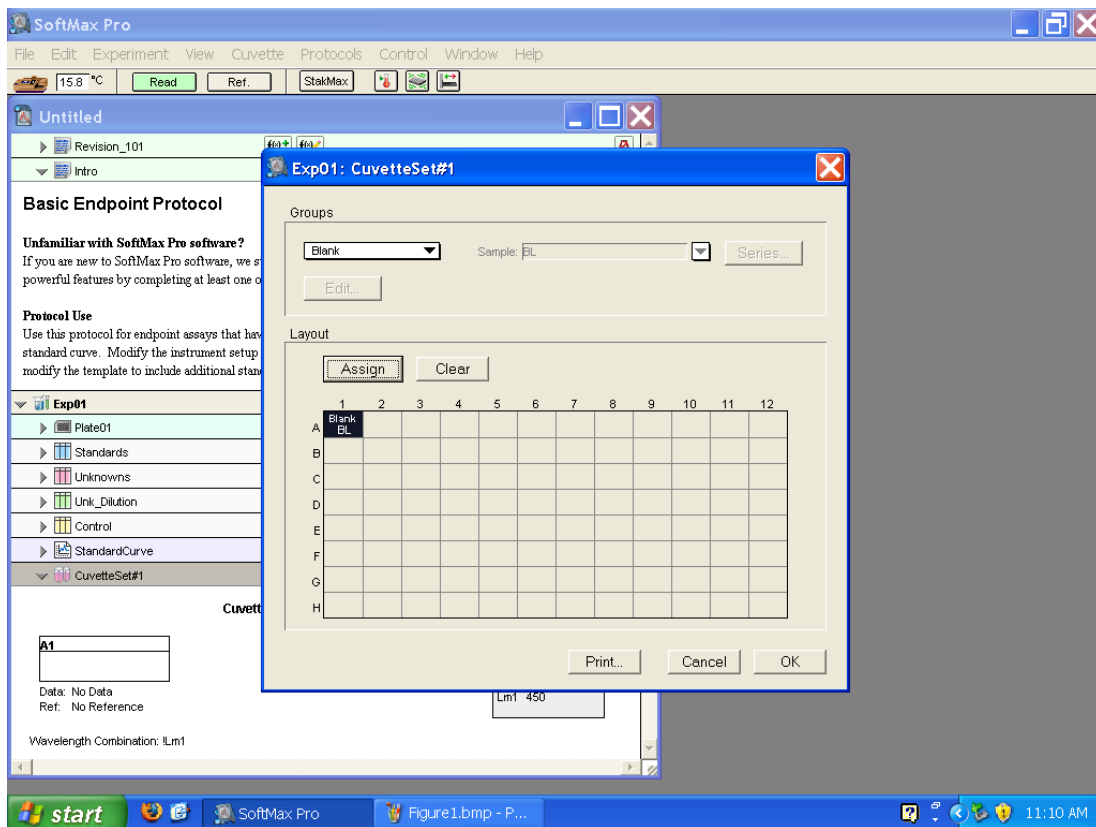 SoftMax Pro
File Edit Experiment View Cuvette Protocols Control Window Help
15.8 °C Read Ref. StakMax
Untitled
Revision_101
Intro
Basic Endpoint Protocol
Unfamiliar with SoftMax Pro software?
If you are new to SoftMax Pro software, we
powerful features by completing at least one
Protocol Use
Use this protocol for endpoint assays that
standard curve. Modify the instrument setup
modify the template to include additional
Exp01
Plate01
Standards
Unknowns
Unk_Dilution
Control
StandardCurve
CuvetteSet#1
A1
Data: No Data
Ref: No Reference
Lm1 450
Wavelength Combination: !Lm1
Exp01: CuvetteSet#1
Groups
Blank Sample: BL Series...
Edit...
Layout
Assign Clear
1 2 3 4 5 6 7 8 9 10 11 12
A Blank
BL
B
C
D
E
F
G
H
Print... Cancel OK
start SoftMax Pro Figure1.bmp - P... 11:10 AM